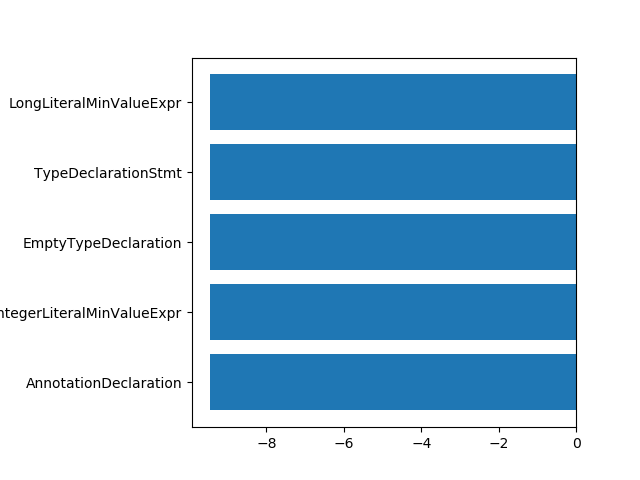 LongLiteralMinValueExpr
TypeDeclarationStmt
EmptyTypeDeclaration
ntegerLiteralMinValueExpr
AnnotationDeclaration
−8 −6 −4 −2 0